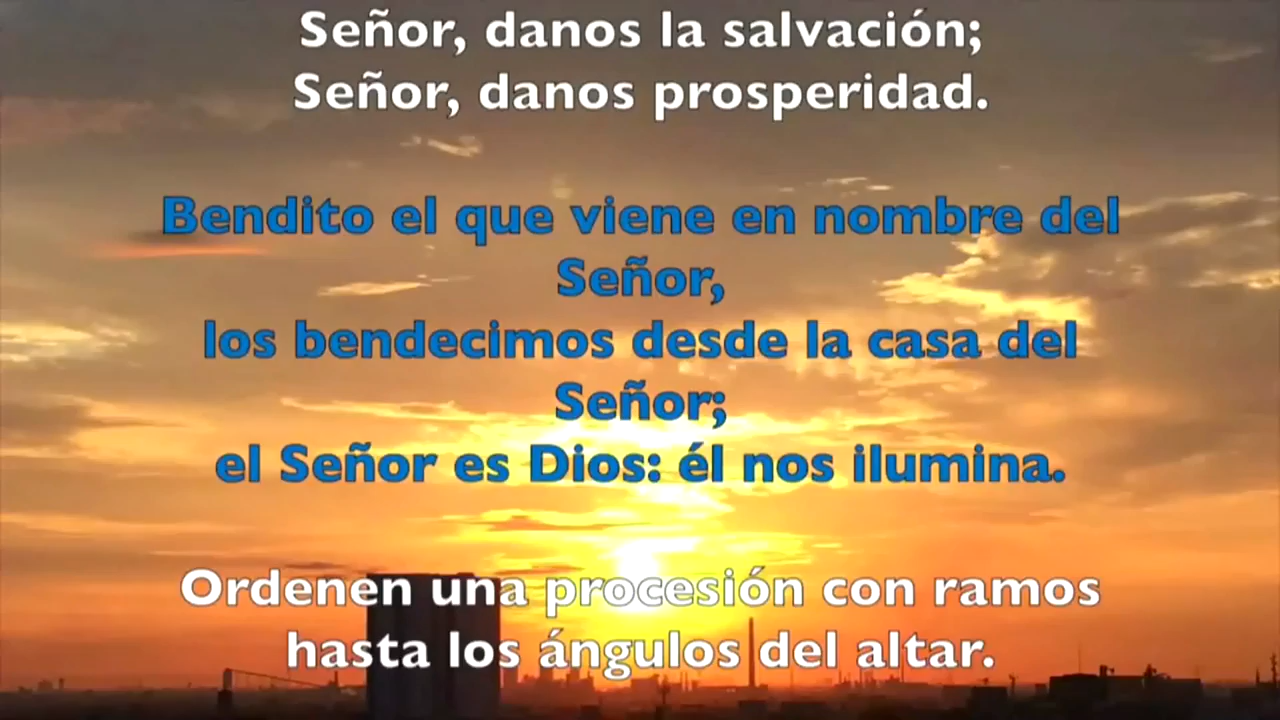 Señor, danos la salvación;
Señor, danos prosperidad.
Bendito el que viene en nombre del
Señor,
los bendecimos desde la casa del
Señor;
el Señor es Dios: él nos ilumina.
Ordenen una procesión con ramos
hasta los ángulos del altar.